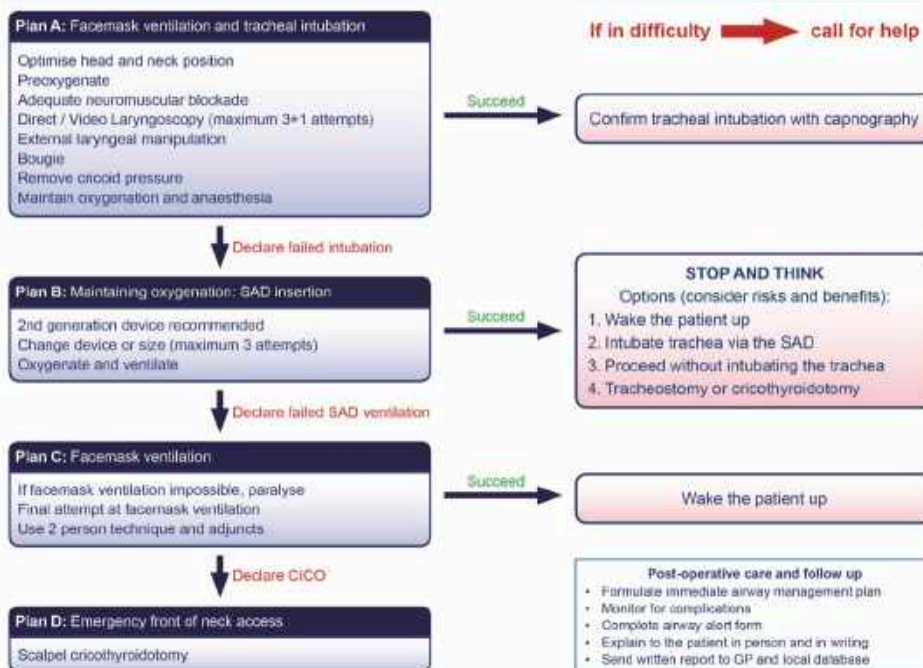 Plan A: Facemask ventilation and tracheal intubation
Optimise head and neck position
Preoxygenate
Adequate neuromuscular blockade
Direct / Video Laryngoscopy (maximum 3+1 attempts)
External laryngeal manipulation
Bougie
Remove cricoid pressure
Maintain oxygenation and anaesthesia
If in difficulty call for help
Succeed
Confirm tracheal intubation with capnography
Declare failed intubation
Plan B: Maintaining oxygenation: SAD insertion
2nd generation device recommended
Change device or size (maximum 3 attempts)
Oxygenate and ventilate
Succeed
STOP AND THINK
Options (consider risks and benefits):
1. Wake the patient up
2. Intubate trachea via the SAD
3. Proceed without intubating the trachea
4. Tracheostomy or cricothyroidotomy
Declare failed SAD ventilation
Plan C: Facemask ventilation
If facemask ventilation impossible, paralyse
Final attempt at facemask ventilation
Use 2 person technique and adjuncts
Succeed
Wake the patient up
Declare CICO
Plan D: Emergency front of neck access
Scalpel cricothyroidotomy
Post-operative care and follow up
• Formulate immediate airway management plan
• Monitor for complications
• Complete airway alert form
• Explain to the patient in person and in writing
• Send written report to GP and local database